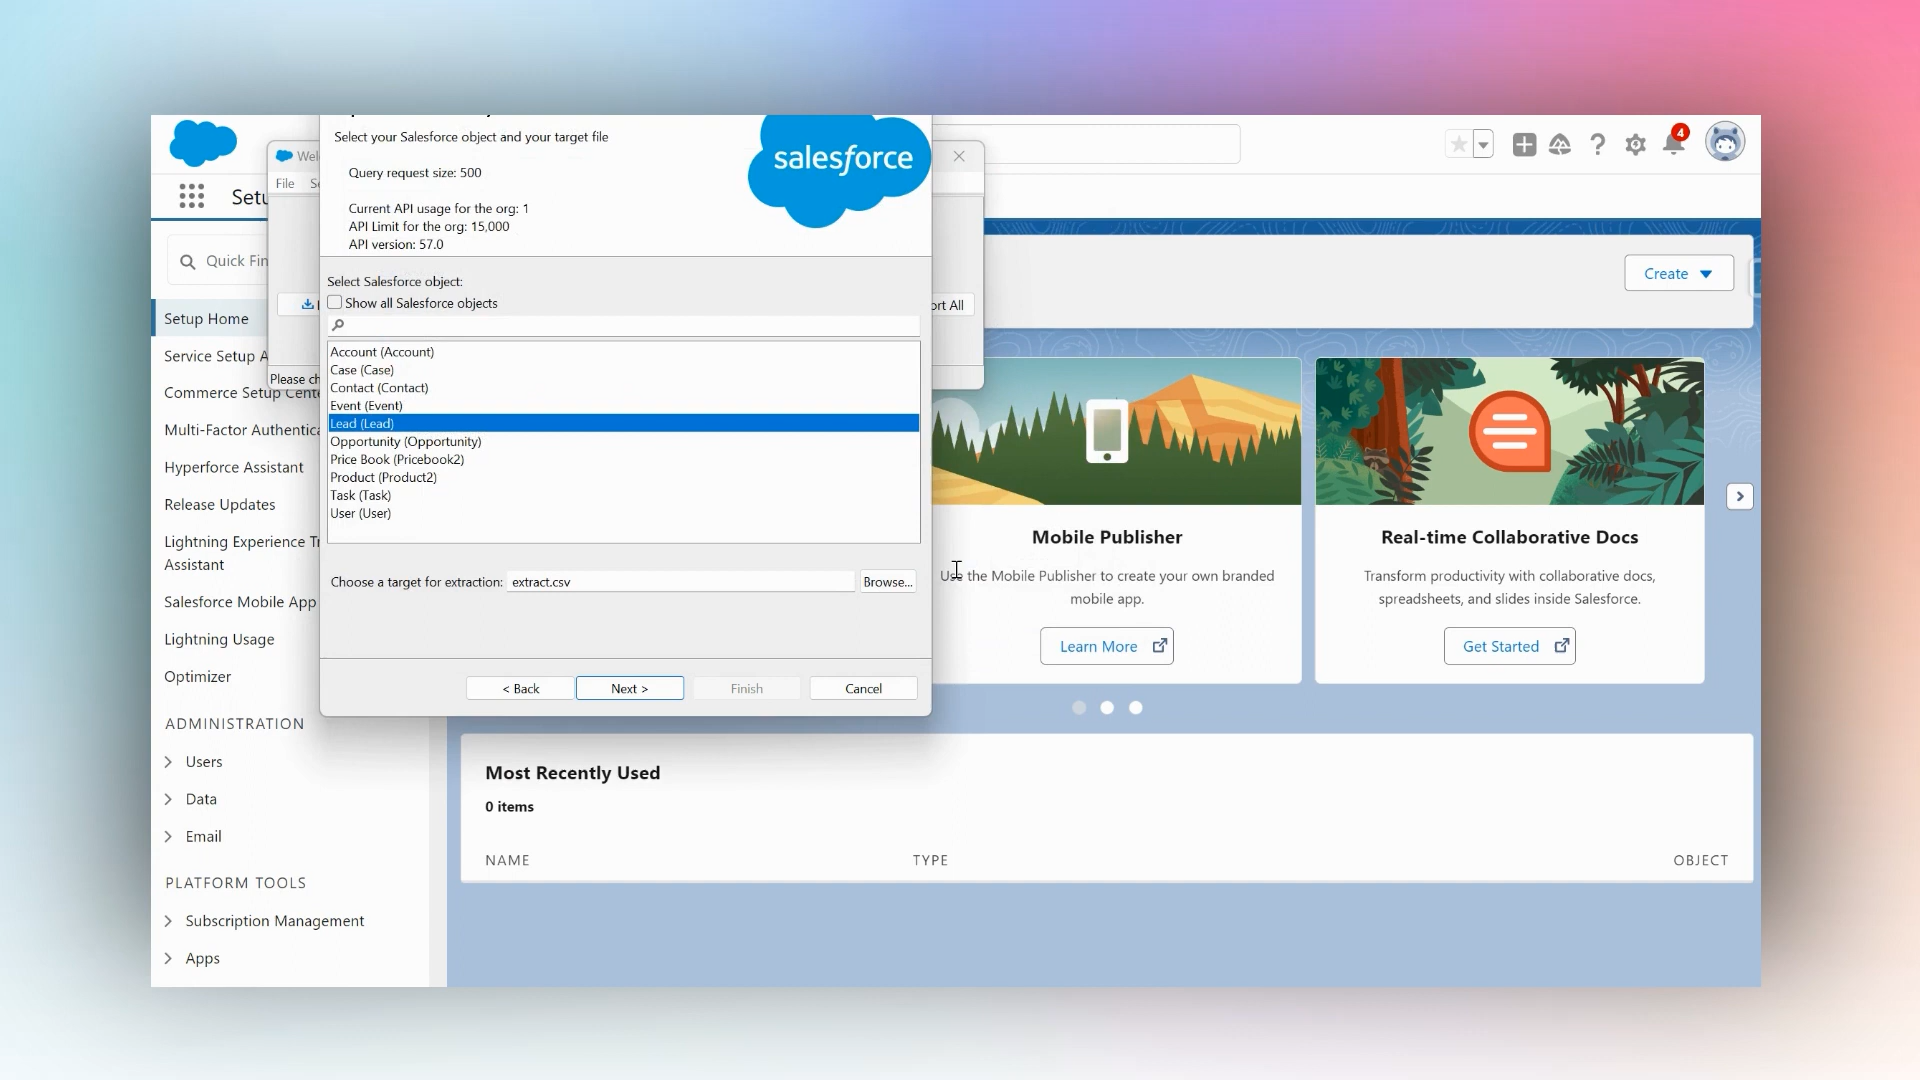 Select your Salesforce object and your target file
salesforce
Query request size: 500
Current API usage for the org: 1
API Limit for the org: 15,000
API version: 57.0
4
File
Quick Fin
Select Salesforce object:
Show all Salesforce objects
ort All
Create
Account (Account)
Case (Case)
Contact (Contact)
Event (Event)
Lead (Lead)
Opportunity (Opportunity)
Price Book (Pricebook2)
Product (Product2)
Task (Task)
User (User)
Choose a target for extraction:
extract.csv
Browse...
< Back
Next >
Finish
Cancel
Please ch
Setu
Setup Home
Service Setup A
Commerce Setup Cente
Multi-Factor Authentica
Hyperforce Assistant
Release Updates
Lightning Experience Tr
Assistant
Salesforce Mobile App
Lightning Usage
Optimizer
ADMINISTRATION
Users
Data
Email
PLATFORM TOOLS
Subscription Management
Apps
Mobile Publisher
Use the Mobile Publisher to create your own branded
mobile app.
Learn More
Real-time Collaborative Docs
Transform productivity with collaborative docs,
spreadsheets, and slides inside Salesforce.
Get Started
Most Recently Used
0 items
NAME
TYPE
OBJECT